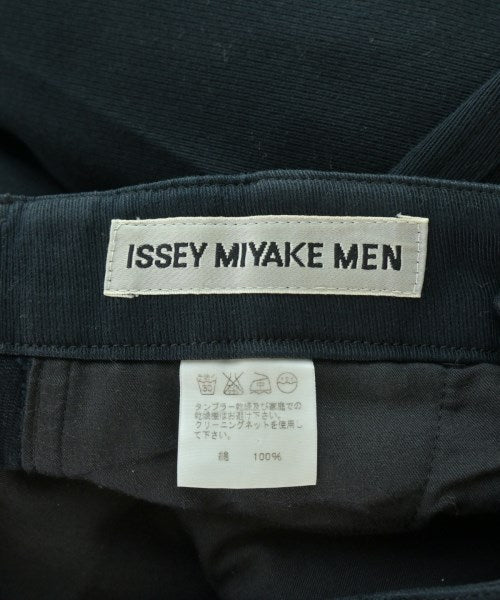 ISSEY MIYAKE MEN
中
タンブラー乾燥及び家庭での
乾燥機はお避け下さい。
クリーニングネットを使用し
て下さい。
綿 100%